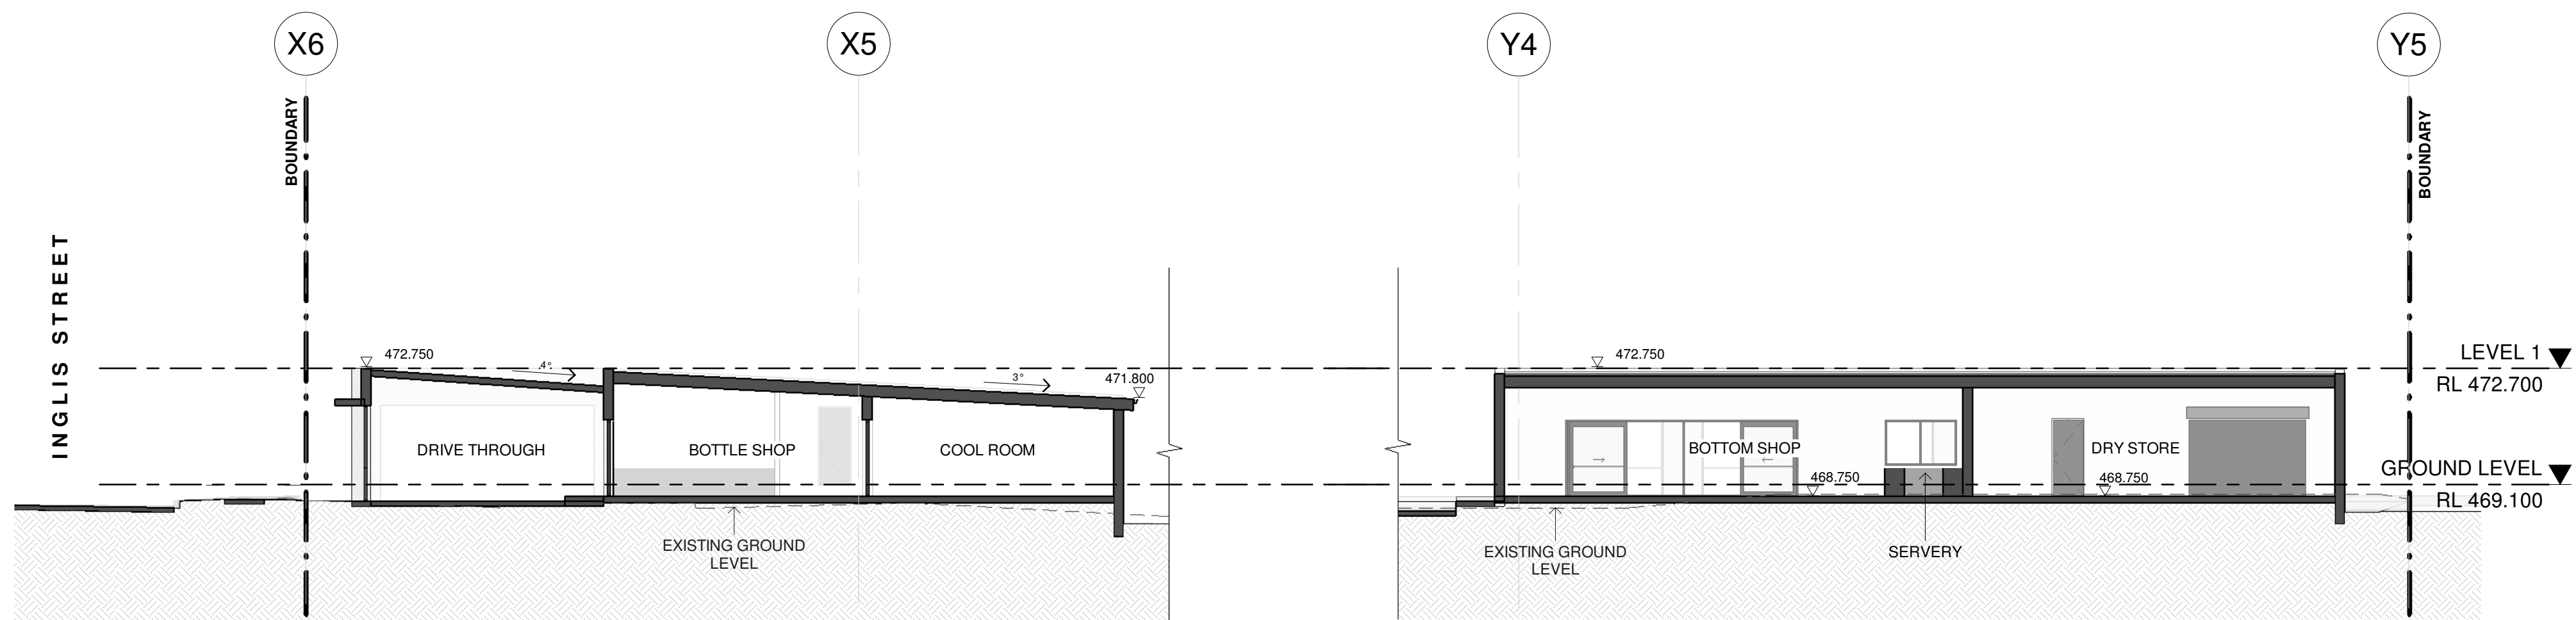 X6
X5
Y4
Y5
BOUNDARY
BOUNDARY
INGLIS STREET
472.750
4°
3°
471.800
472.750
LEVEL 1
RL 472.700
DRIVE THROUGH
BOTTLE SHOP
COOL ROOM
BOTTOM SHOP
DRY STORE
468.750
468.750
GROUND LEVEL
RL 469.100
EXISTING GROUND
LEVEL
EXISTING GROUND
LEVEL
SERVERY